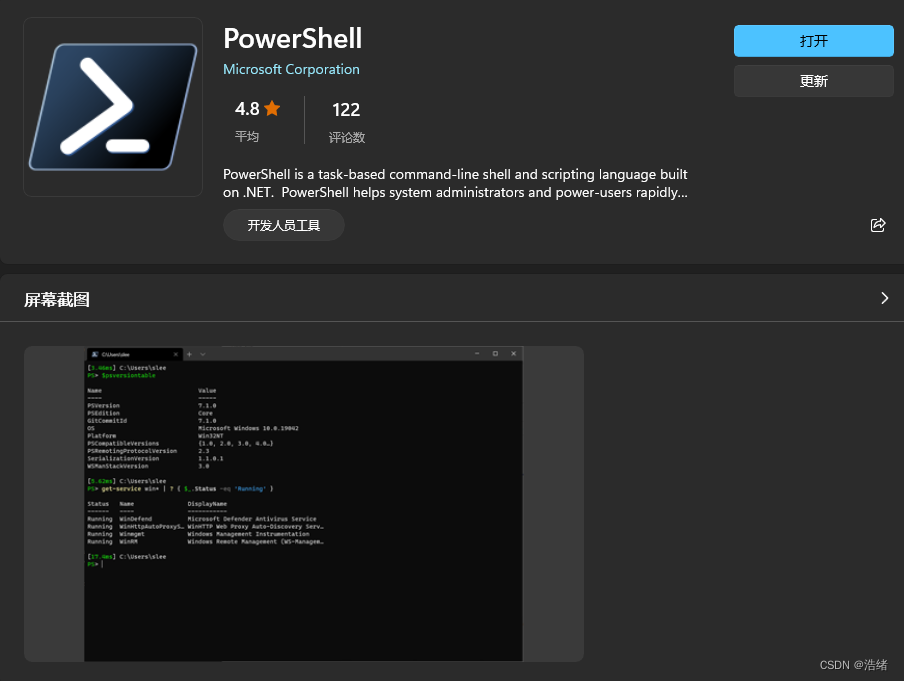 PowerShell
Microsoft Corporation
4.8
平均
122
评论数
打开
更新
PowerShell is a task-based command-line shell and scripting language built
on .NET.  PowerShell helps system administrators and power-users rapidly...
开发人员工具
屏幕截图
C:\Users\slee
[3.46ms] C:\Users\slee
PS> $psversiontable
Name Value
---- -----
PSVersion 7.1.0
PSEdition Core
GitCommitId 7.1.0
OS Microsoft Windows 10.0.19042
Platform Win32NT
PSCompatibleVersions {1.0, 2.0, 3.0, 4.0…}
PSRemotingProtocolVersion 2.3
SerializationVersion 1.1.0.1
WSManStackVersion 3.0
[5.62ms] C:\Users\slee
PS> get-service win* | ? { $_.Status -eq 'Running' }
Status Name DisplayName
------ ---- -----------
Running WinDefend Microsoft Defender Antivirus Service
Running WinHttpAutoProxyS… WinHTTP Web Proxy Auto-Discovery Serv…
Running Winmgmt Windows Management Instrumentation
Running WinRM Windows Remote Management (WS-Managem…
[27.4ms] C:\Users\slee
PS>
CSDN @浩绪